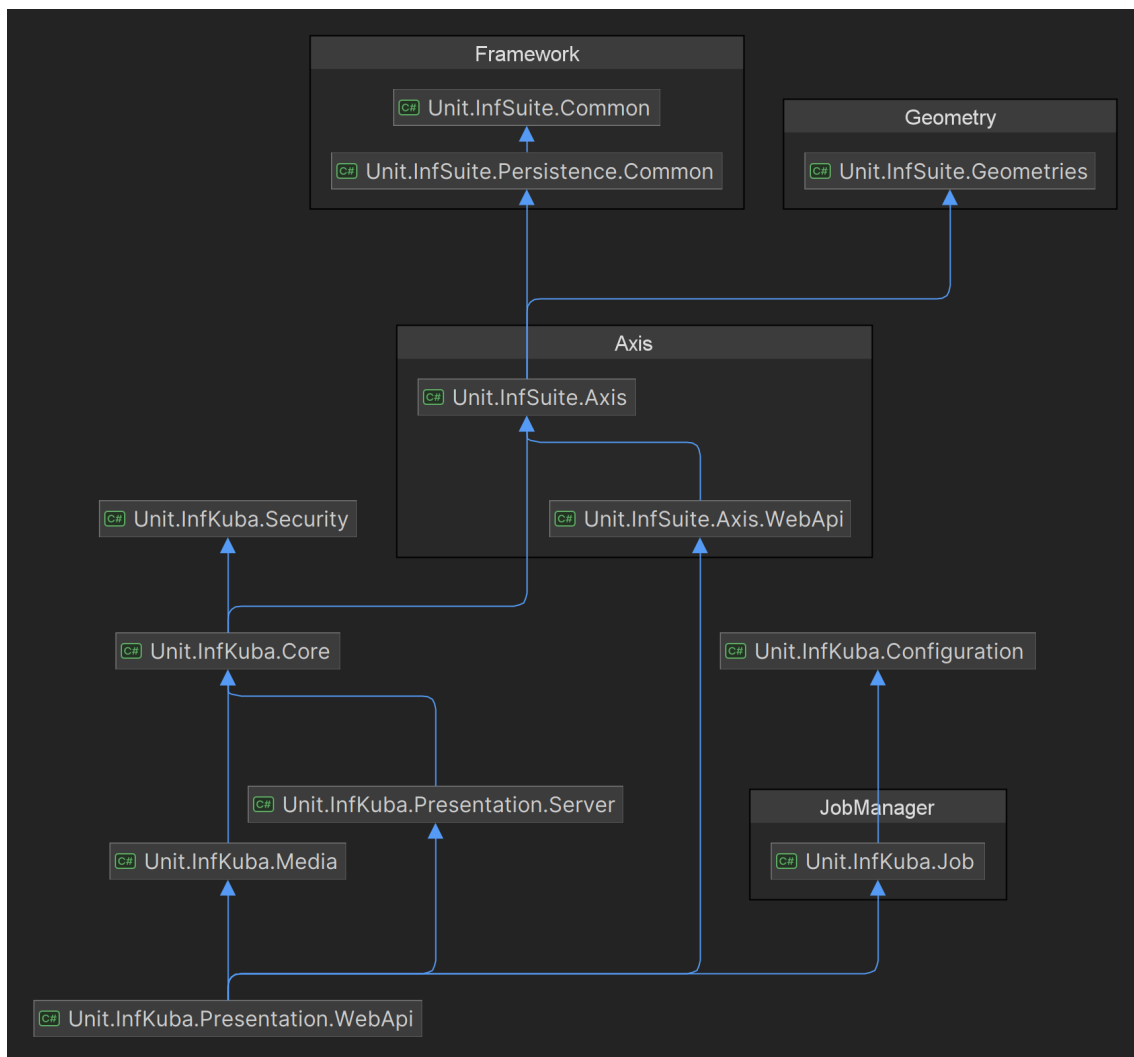 Framework
C# Unit.InfSuite.Common
Geometry
C# Unit.InfSuite.Persistence.Common
C# Unit.InfSuite.Geometries
Axis
C# Unit.InfSuite.Axis
C# Unit.InfKuba.Security
C# Unit.InfSuite.Axis.WebApi
C# Unit.InfKuba.Core
C# Unit.InfKuba.Configuration
C# Unit.InfKuba.Presentation.Server
JobManager
C# Unit.InfKuba.Media
C# Unit.InfKuba.Job
C# Unit.InfKuba.Presentation.WebApi